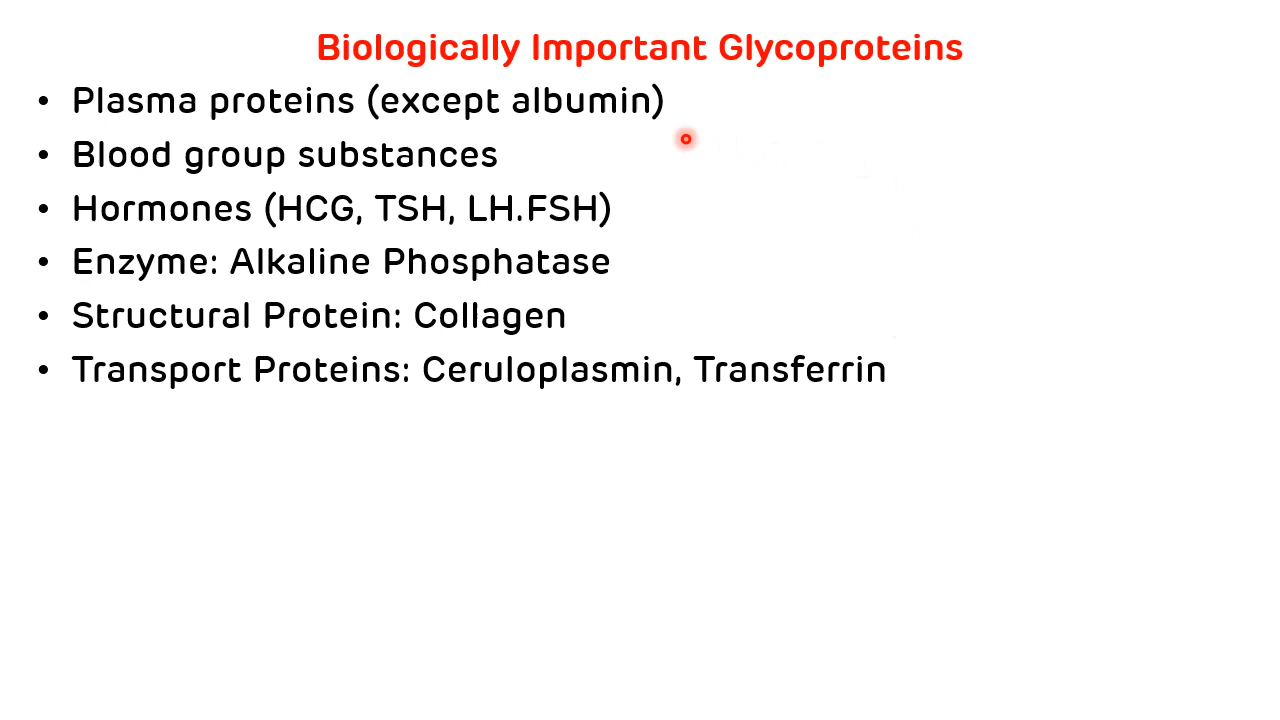 Biologically Important Glycoproteins
• Plasma proteins (except albumin)
• Blood group substances
• Hormones (HCG, TSH, LH.FSH)
• Enzyme: Alkaline Phosphatase
• Structural Protein: Collagen
• Transport Proteins: Ceruloplasmin, Transferrin